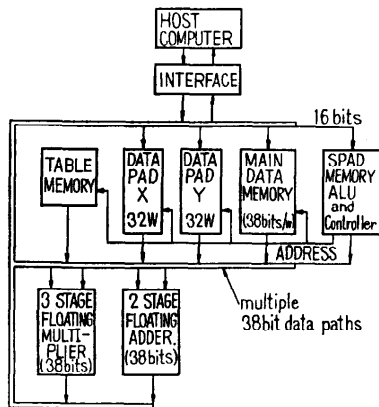 HOST
COMPUTER
INTERFACE
16 bits
TABLE
MEMORY
DATA
PAD
X
32W
DATA
PAD
Y
32W
MAIN
DATA
MEMORY
(38bits/w)
SPAD
MEMORY
ALU
and
Controller
ADDRESS
multiple
38bit data paths
3 STAGE
FLOATING
MULTI-
PLIER
(38bits)
2 STAGE
FLOATING
ADDER.
(38bits)